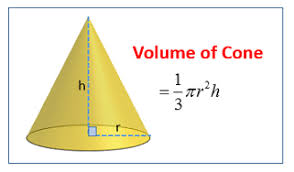 Volume of Cone
= 1/3 πr²h
h
r